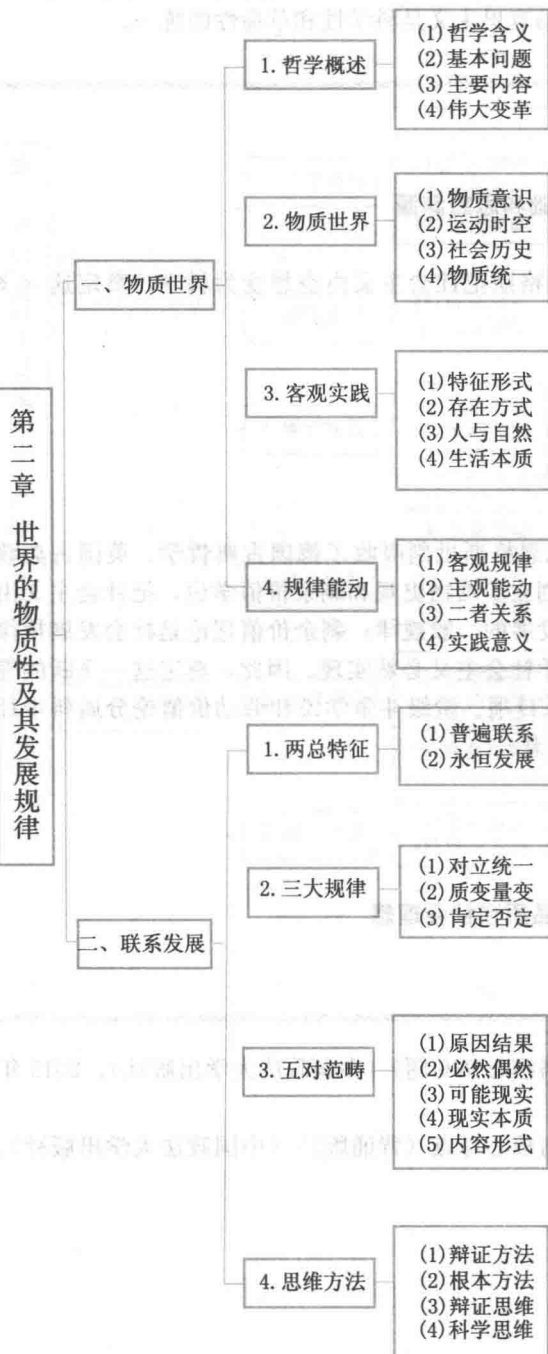 第二章 世界的物质性及其发展规律
一、物质世界
1.哲学概述
(1)哲学含义
(2)基本问题
(3)主要内容
(4)伟大变革
2.物质世界
(1)物质意识
(2)运动时空
(3)社会历史
(4)物质统一
3.客观实践
(1)特征形式
(2)存在方式
(3)人与自然
(4)生活本质
4.规律能动
(1)客观规律
(2)主观能动
(3)二者关系
(4)实践意义
二、联系发展
1.两总特征
(1)普遍联系
(2)永恒发展
2.三大规律
(1)对立统一
(2)质变量变
(3)肯定否定
3.五对范畴
(1)原因结果
(2)必然偶然
(3)可能现实
(4)现实本质
(5)内容形式
4.思维方法
(1)辩证方法
(2)根本方法
(3)辩证思维
(4)科学思维